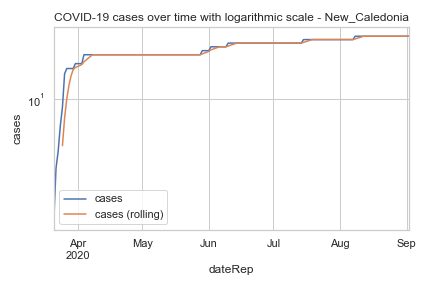 COVID-19 cases over time with logarithmic scale - New_Caledonia
10¹
cases
cases
cases (rolling)
Apr
2020
May
Jun
Jul
Aug
Sep
dateRep